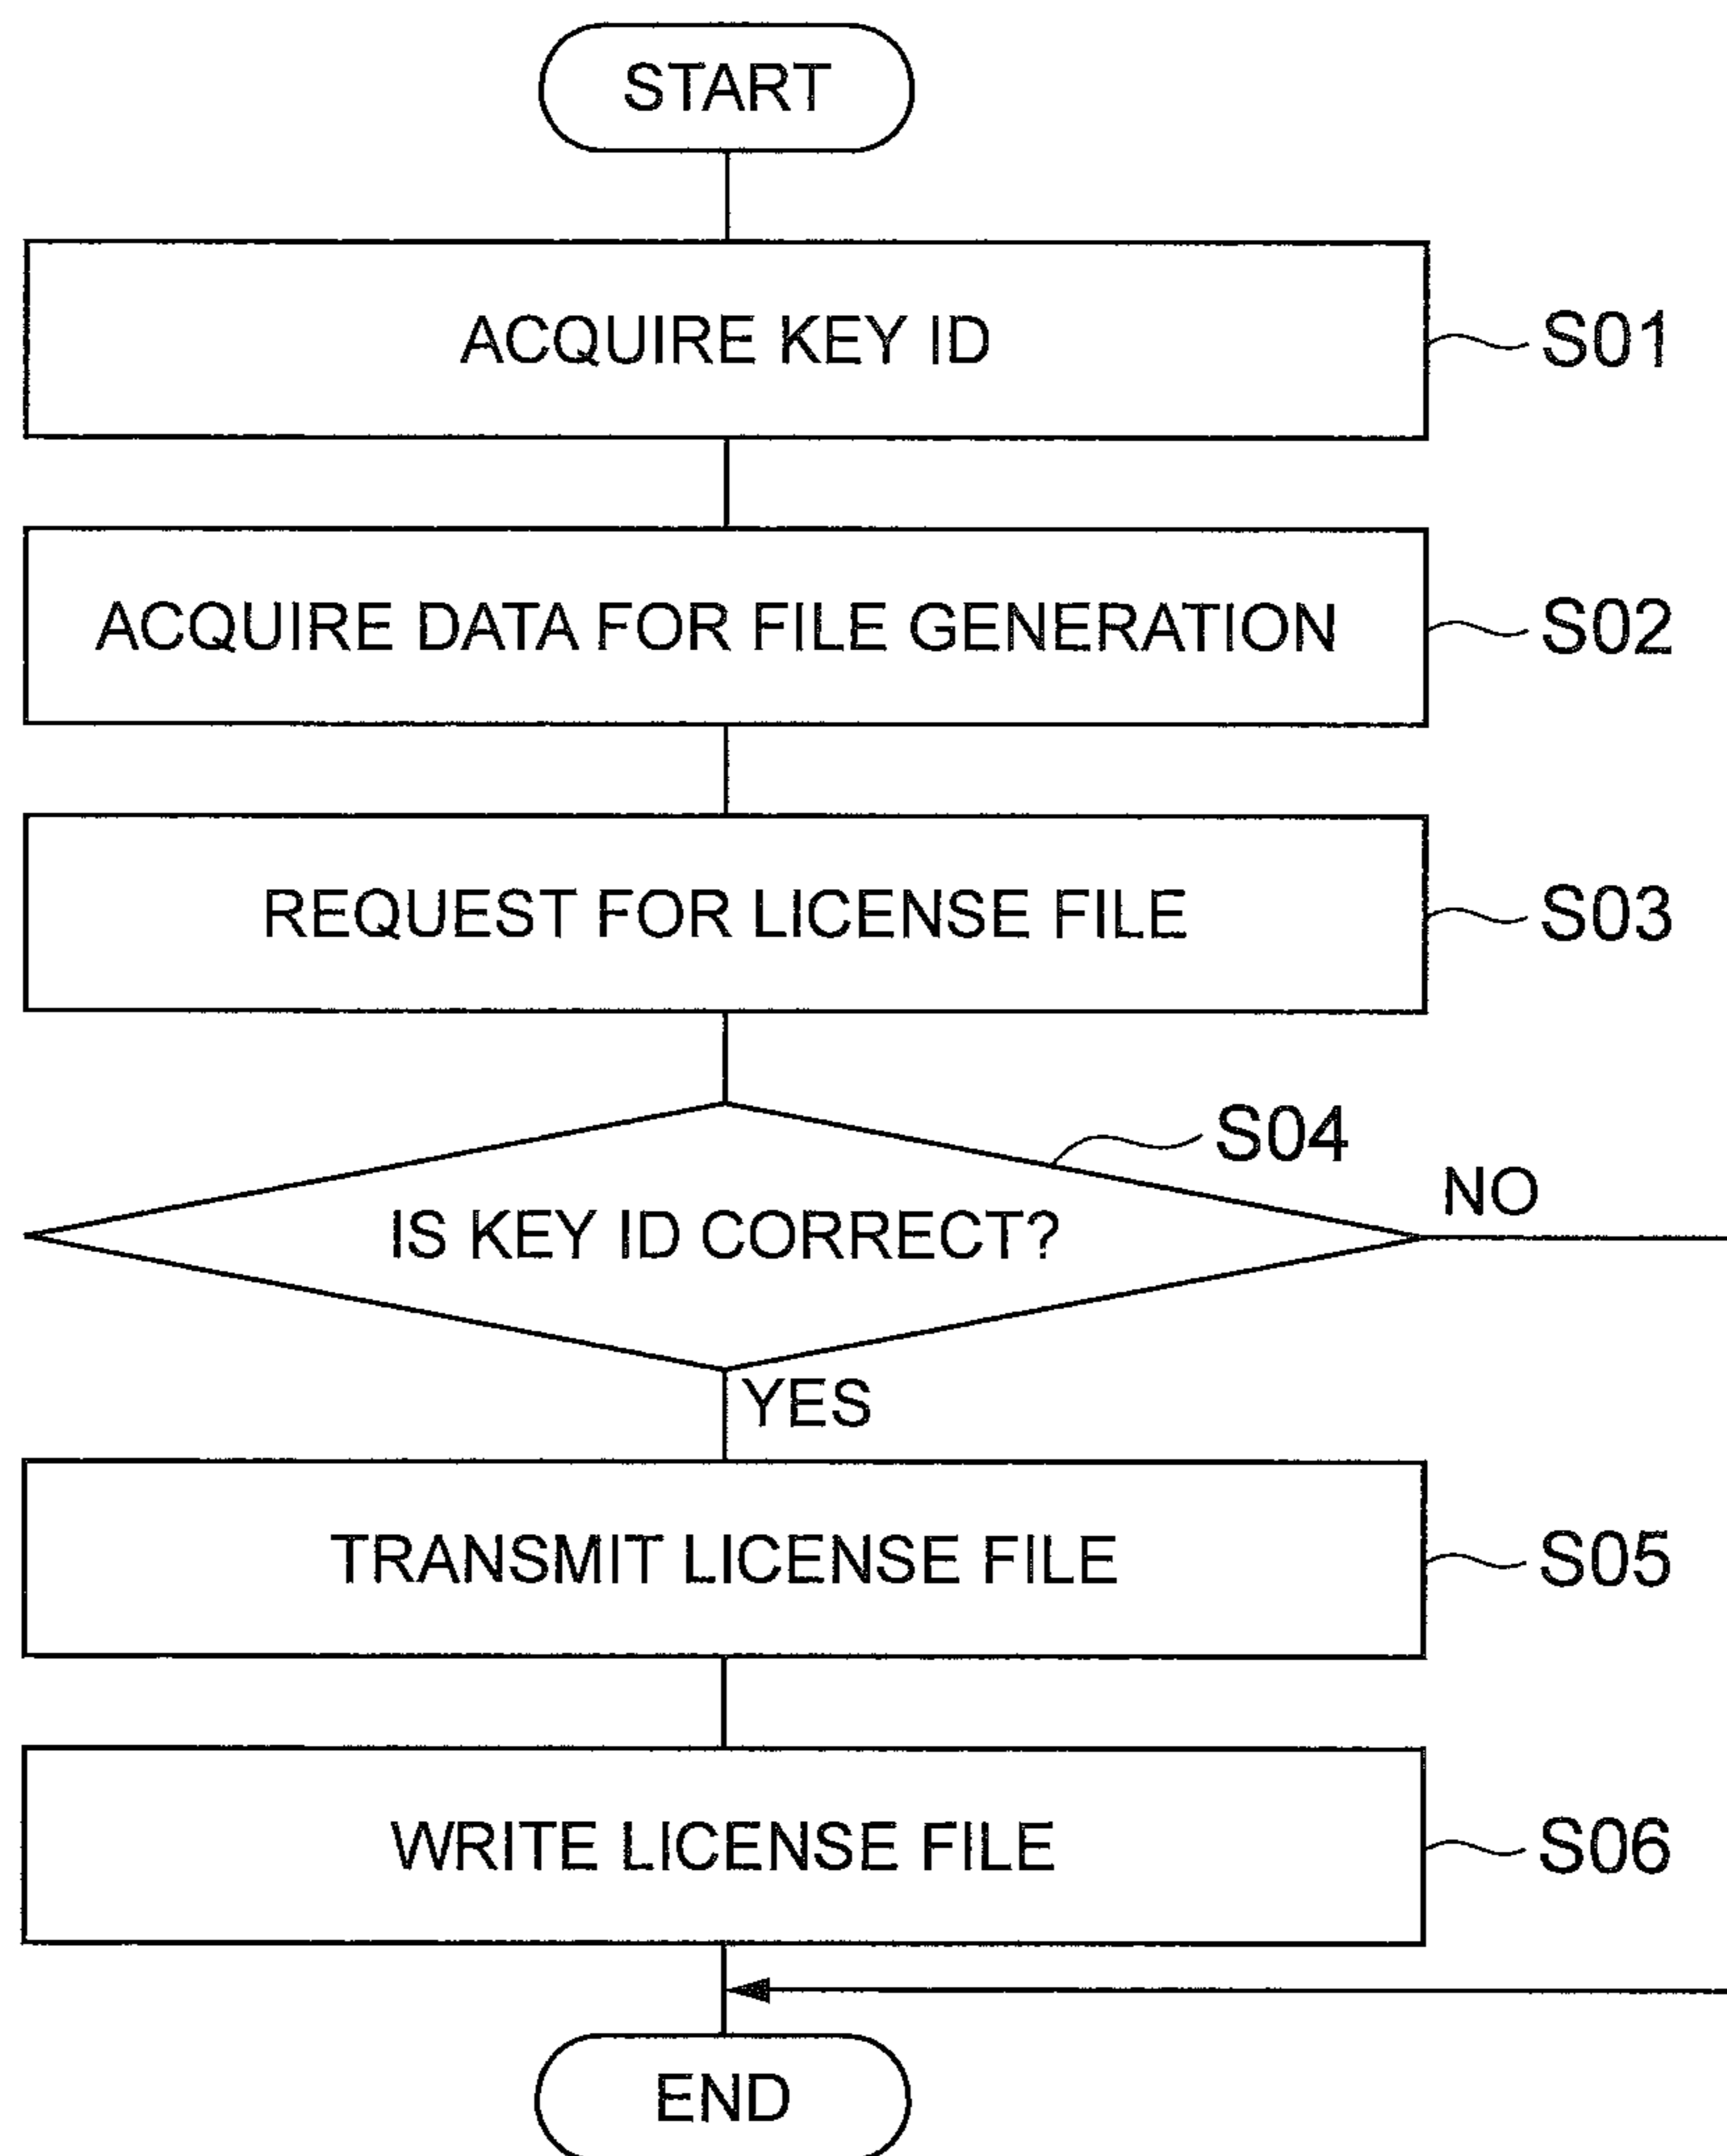 START
ACQUIRE KEY ID
S01
ACQUIRE DATA FOR FILE GENERATION
S02
REQUEST FOR LICENSE FILE
S03
S04
NO
IS KEY ID CORRECT?
YES
TRANSMIT LICENSE FILE
S05
WRITE LICENSE FILE
S06
END